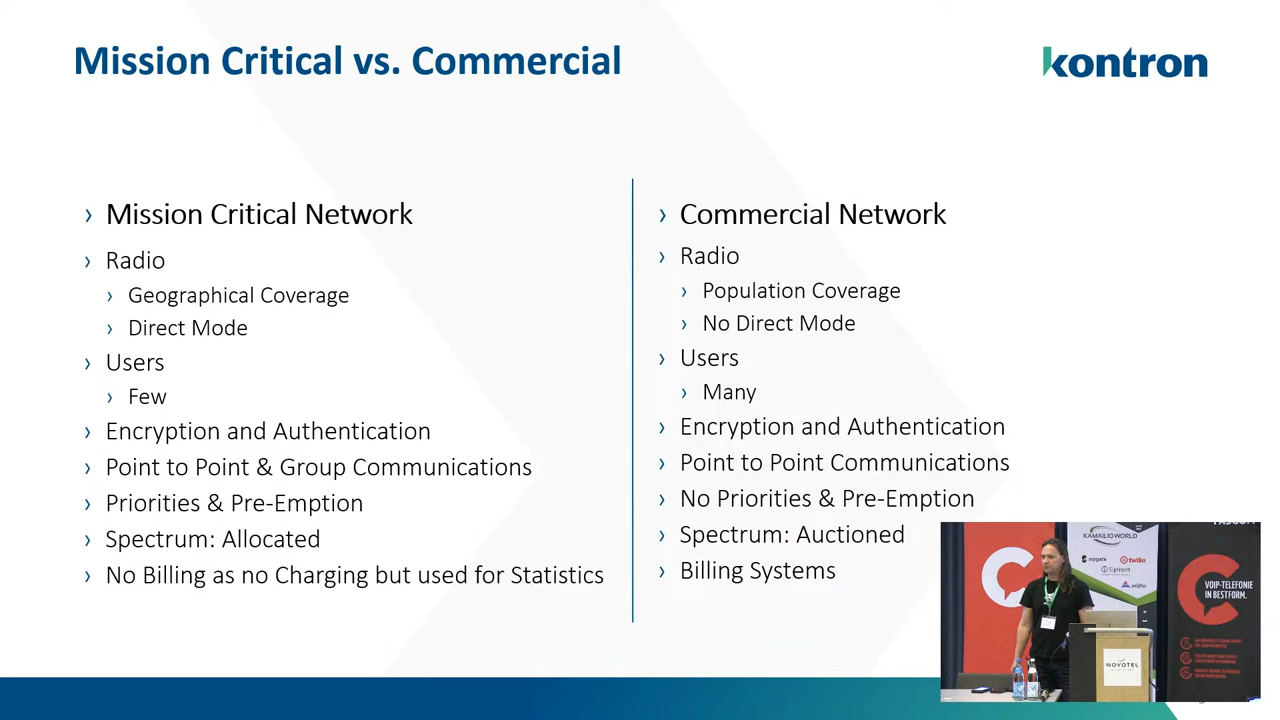 Mission Critical vs. Commercial
kontron
› Mission Critical Network
› Radio
› Geographical Coverage
› Direct Mode
› Users
› Few
› Encryption and Authentication
› Point to Point & Group Communications
› Priorities & Pre-Emption
› Spectrum: Allocated
› No Billing as no Charging but used for Statistics
› Commercial Network
› Radio
› Population Coverage
› No Direct Mode
› Users
› Many
› Encryption and Authentication
› Point to Point Communications
› No Priorities & Pre-Emption
› Spectrum: Auctioned
› Billing Systems
KAMAILIO WORLD
sipgate
twilio
Sipfront
VOIP-TELEFONIE
IN BESTFORM.
NOVOTEL